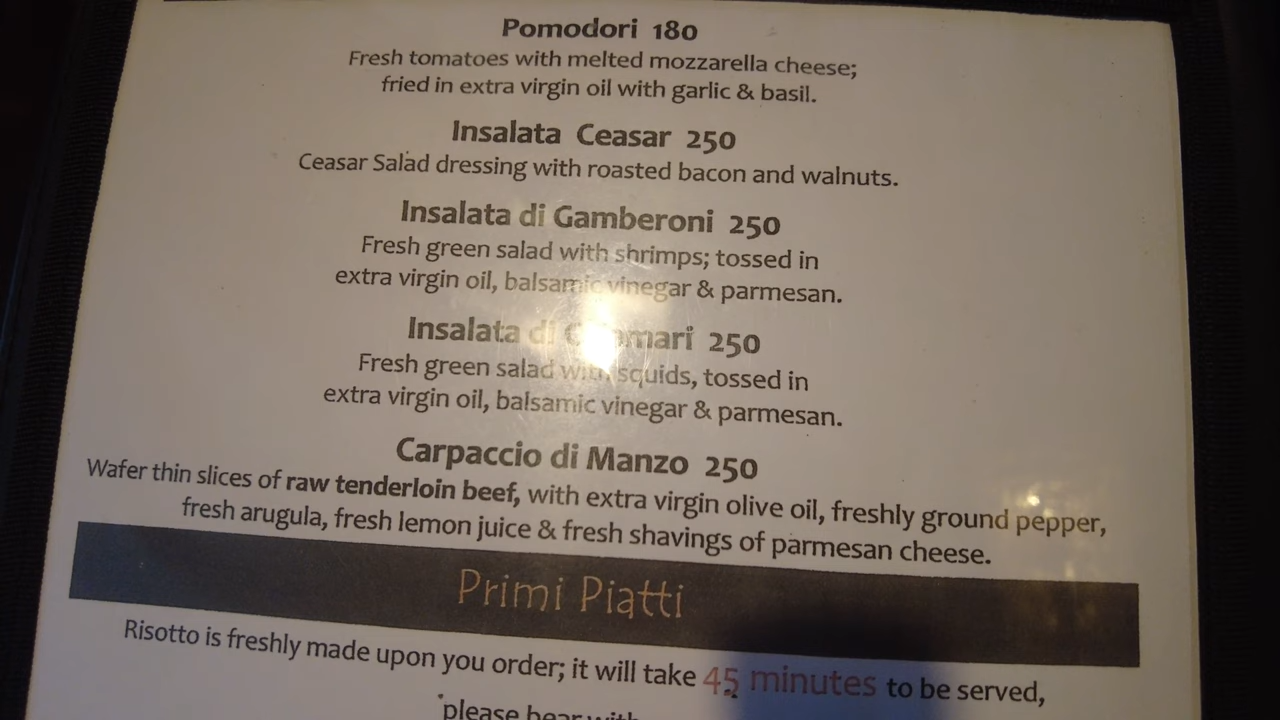 Pomodori 180
Fresh tomatoes with melted mozzarella cheese;
fried in extra virgin oil with garlic & basil.
Insalata Ceasar 250
Ceasar Salad dressing with roasted bacon and walnuts.
Insalata di Gamberoni 250
Fresh green salad with shrimps; tossed in
extra virgin oil, balsamic vinegar & parmesan.
Insalata di 250
Fresh green salad with squids, tossed in
extra virgin oil, balsamic vinegar & parmesan.
Carpaccio di Manzo 250
Wafer thin slices of raw tenderloin beef, with extra virgin olive oil, freshly ground pepper,
fresh arugula, fresh lemon juice & fresh shavings of parmesan cheese.
Primi Piatti
Risotto is freshly made upon you order; it will take 45 minutes to be served,
please bear with